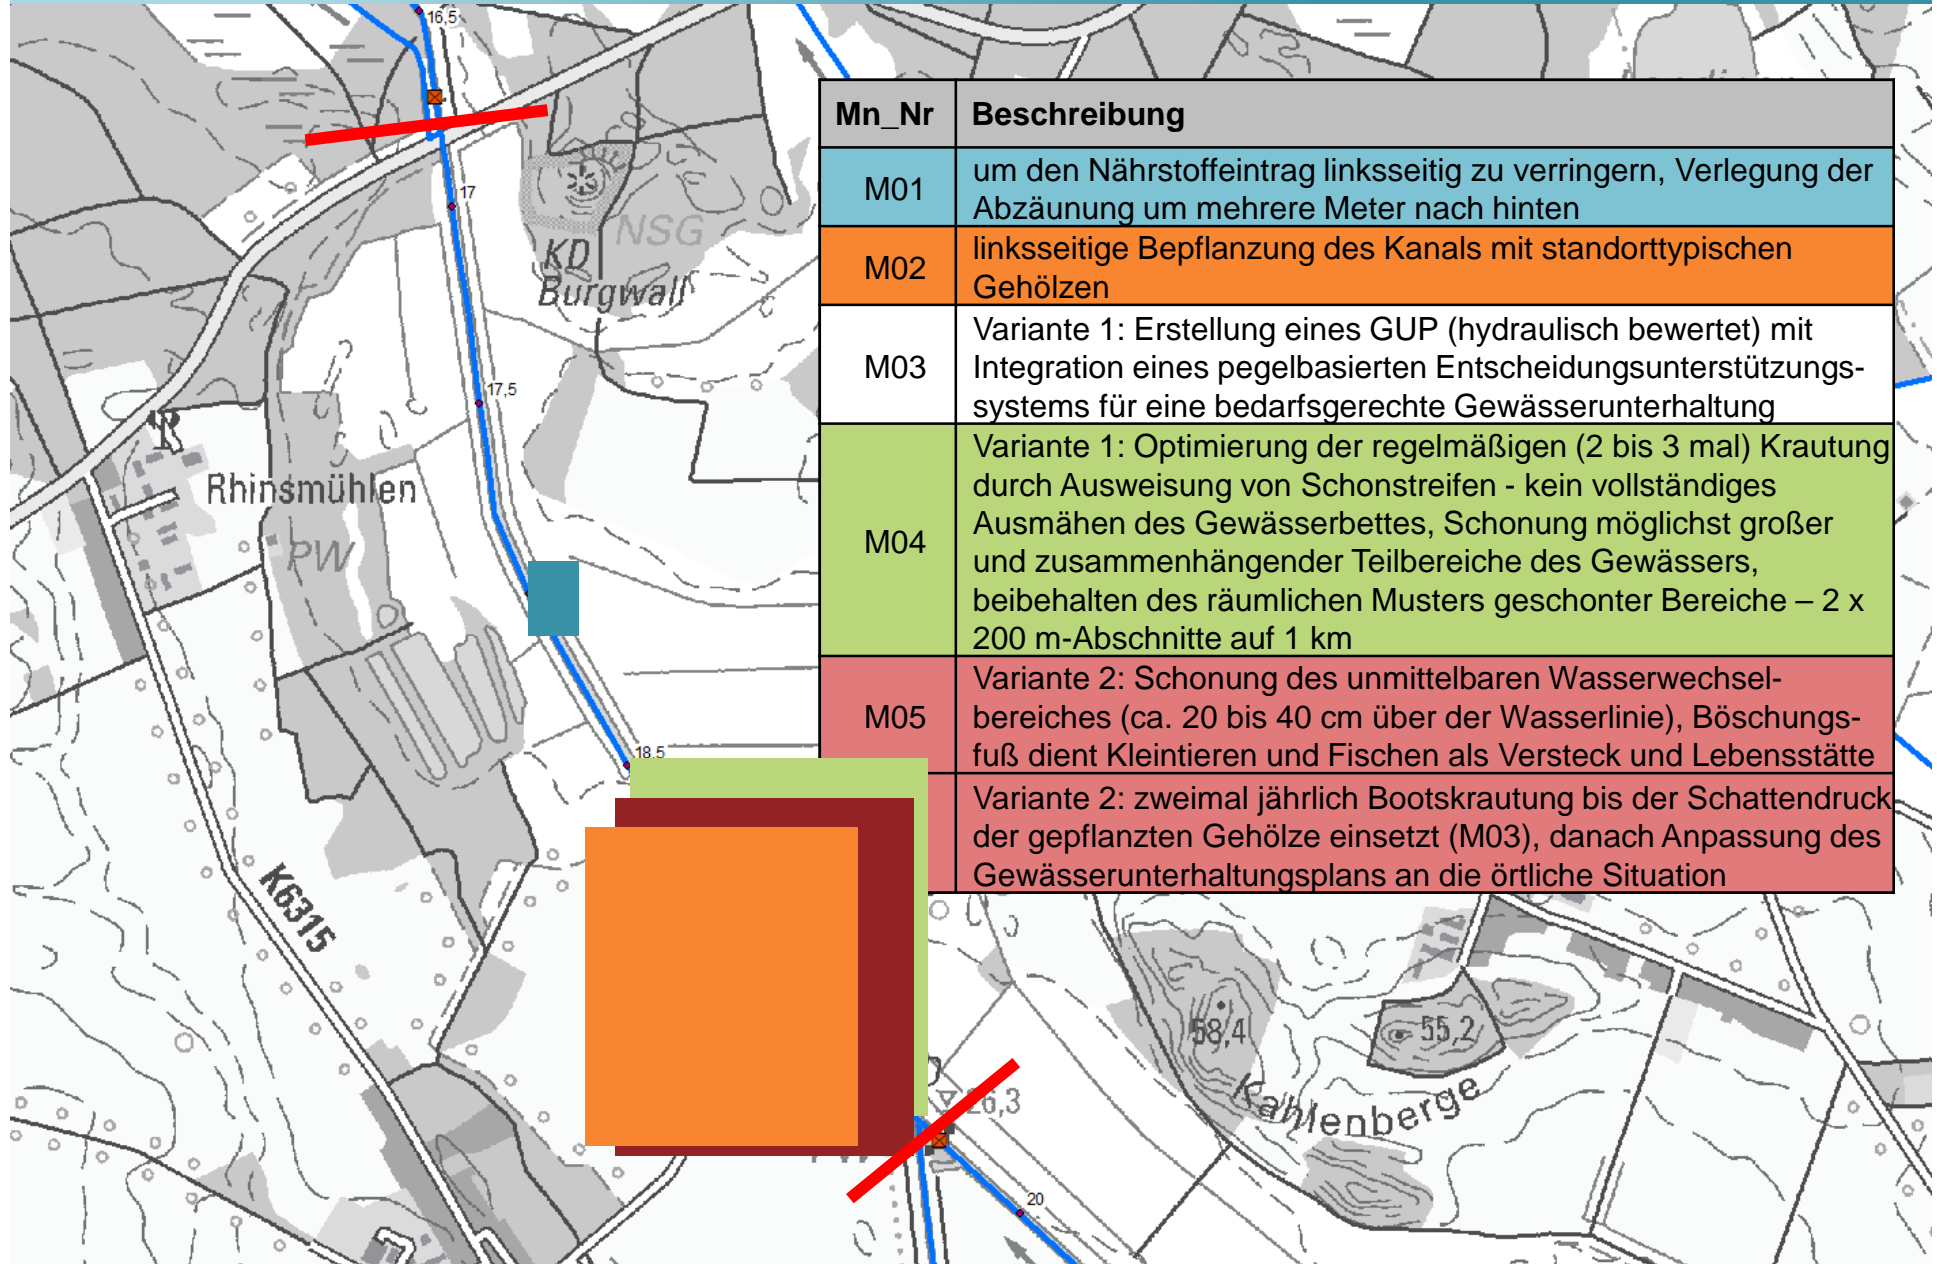 16,5
Mn_Nr Beschreibung
M01 um den Nährstoffeintrag linksseitig zu verringern, Verlegung der
Abzäunung um mehrere Meter nach hinten
M02 linksseitige Bepflanzung des Kanals mit standorttypischen
Gehölzen
M03 Variante 1: Erstellung eines GUP (hydraulisch bewertet) mit
Integration eines pegelbasierten Entscheidungsunterstützungs-
systems für eine bedarfsgerechte Gewässerunterhaltung
M04 Variante 1: Optimierung der regelmäßigen (2 bis 3 mal) Krautung
durch Ausweisung von Schonstreifen - kein vollständiges
Ausmähen des Gewässerbettes, Schonung möglichst großer
und zusammenhängender Teilbereiche des Gewässers,
beibehalten des räumlichen Musters geschonter Bereiche – 2 x
200 m-Abschnitte auf 1 km
M05 Variante 2: Schonung des unmittelbaren Wasserwechsel-
bereiches (ca. 20 bis 40 cm über der Wasserlinie), Böschungs-
fuß dient Kleintieren und Fischen als Versteck und Lebensstätte
Variante 2: zweimal jährlich Bootskrautung bis der Schattendruck
der gepflanzten Gehölze einsetzt (M03), danach Anpassung des
Gewässerunterhaltungsplans an die örtliche Situation
17
NSG
KD
Burgwall
17,5
Rhinsmühlen
PW
18,5
K6315
58,4
55,2
Kahlenberge
26,3
20